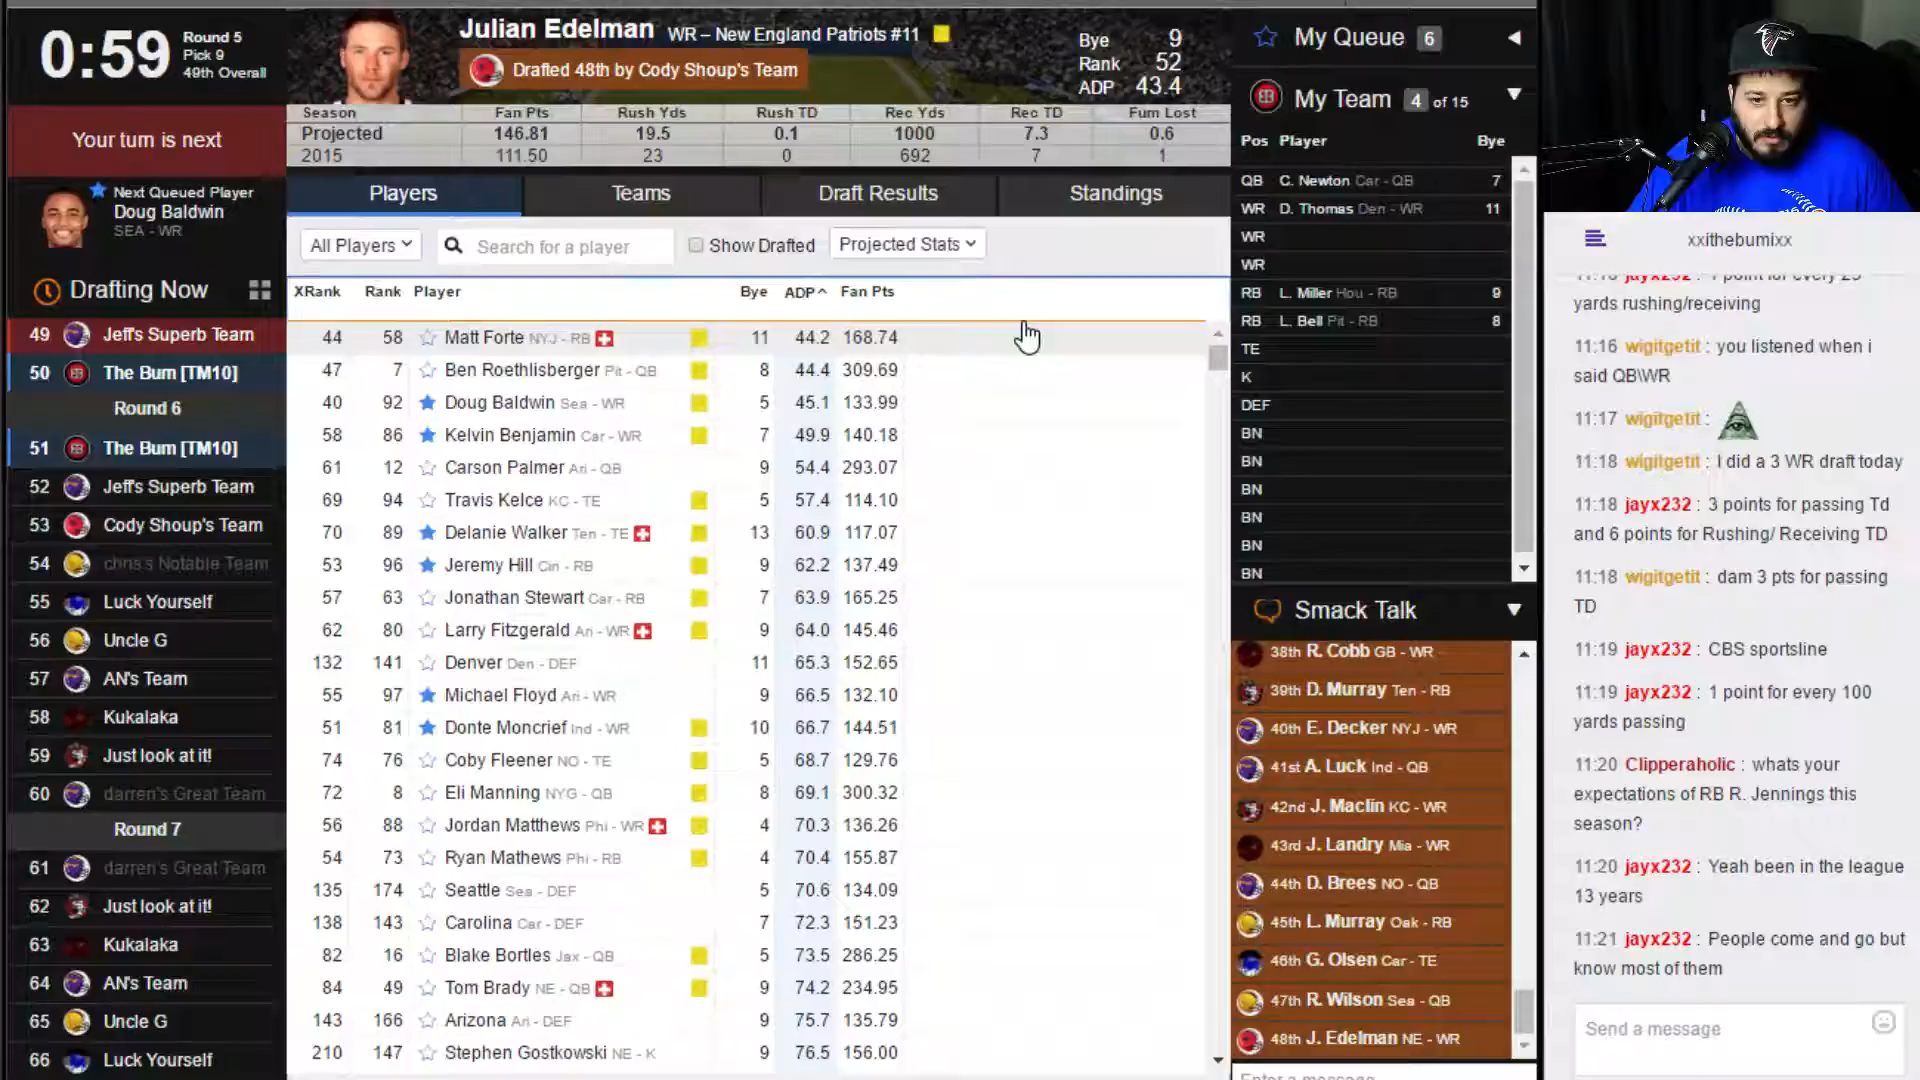 0:59
Round 5
Pick 9
49th Overall
Your turn is next
Next Queued Player
Doug Baldwin
SEA - WR
Drafting Now
49 Jeff's Superb Team
50 The Bum [TM10]
Round 6
51 The Bum [TM10]
52 Jeff's Superb Team
53 Cody Shoup's Team
54 chris's Notable Team
55 Luck Yourself
56 Uncle G
57 AN's Team
58 Kukalaka
59 Just look at it!
60 darren's Great Team
Round 7
61 darren's Great Team
62 Just look at it!
63 Kukalaka
64 AN's Team
65 Uncle G
66 Luck Yourself
Julian Edelman WR – New England Patriots #11
Drafted 48th by Cody Shoup's Team
Bye 9
Rank 52
ADP 43.4
Season Fan Pts Rush Yds Rush TD Rec Yds Rec TD Fum Lost
Projected 146.81 19.5 0.1 1000 7.3 0.6
2015 111.50 23 0 692 7 1
Players Teams Draft Results Standings
All Players Search for a player Show Drafted Projected Stats
XRank Rank Player Bye ADP^ Fan Pts
44 58 Matt Forte NYJ - RB 11 44.2 168.74
47 7 Ben Roethlisberger Pit - QB 8 44.4 309.69
40 92 Doug Baldwin Sea - WR 5 45.1 133.99
58 86 Kelvin Benjamin Car - WR 7 49.9 140.18
61 12 Carson Palmer Ari - QB 9 54.4 293.07
69 94 Travis Kelce KC - TE 5 57.4 114.10
70 89 Delanie Walker Ten - TE 13 60.9 117.07
53 96 Jeremy Hill Cin - RB 9 62.2 137.49
57 63 Jonathan Stewart Car - RB 7 63.9 165.25
62 80 Larry Fitzgerald Ari - WR 9 64.0 145.46
132 141 Denver Den - DEF 11 65.3 152.65
55 97 Michael Floyd Ari - WR 9 66.5 132.10
51 81 Donte Moncrief Ind - WR 10 66.7 144.51
74 76 Coby Fleener NO - TE 5 68.7 129.76
72 8 Eli Manning NYG - QB 8 69.1 300.32
56 88 Jordan Matthews Phi - WR 4 70.3 136.26
54 73 Ryan Mathews Phi - RB 4 70.4 155.87
135 174 Seattle Sea - DEF 5 70.6 134.09
138 143 Carolina Car - DEF 7 72.3 151.23
82 16 Blake Bortles Jax - QB 5 73.5 286.25
84 49 Tom Brady NE - QB 9 74.2 234.95
143 166 Arizona Ari - DEF 9 75.7 135.79
210 147 Stephen Gostkowski NE - K 9 76.5 156.00
My Queue 6
My Team 4 of 15
Pos Player Bye
QB C. Newton Car - QB 7
WR D. Thomas Den - WR 11
WR
WR
RB L. Miller Hou - RB 9
RB L. Bell Pit - RB 8
TE
K
DEF
BN
BN
BN
BN
BN
BN
Smack Talk
38th R. Cobb GB - WR
39th D. Murray Ten - RB
40th E. Decker NYJ - WR
41st A. Luck Ind - QB
42nd J. Maclin KC - WR
43rd J. Landry Mia - WR
44th D. Brees NO - QB
45th L. Murray Oak - RB
46th G. Olsen Car - TE
47th R. Wilson Sea - QB
48th J. Edelman NE - WR
Enter a message
xxithebumixx
jayx232 : 1 point for every 25
yards rushing/receiving
11:16 wigitgetit : you listened when i
said QB\WR
11:17 wigitgetit :
11:18 wigitgetit : I did a 3 WR draft today
11:18 jayx232 : 3 points for passing Td
and 6 points for Rushing/ Receiving TD
11:18 wigitgetit : dam 3 pts for passing
TD
11:19 jayx232 : CBS sportsline
11:19 jayx232 : 1 point for every 100
yards passing
11:20 Clipperaholic : whats your
expectations of RB R. Jennings this
season?
11:20 jayx232 : Yeah been in the league
13 years
11:21 jayx232 : People come and go but
know most of them
Send a message